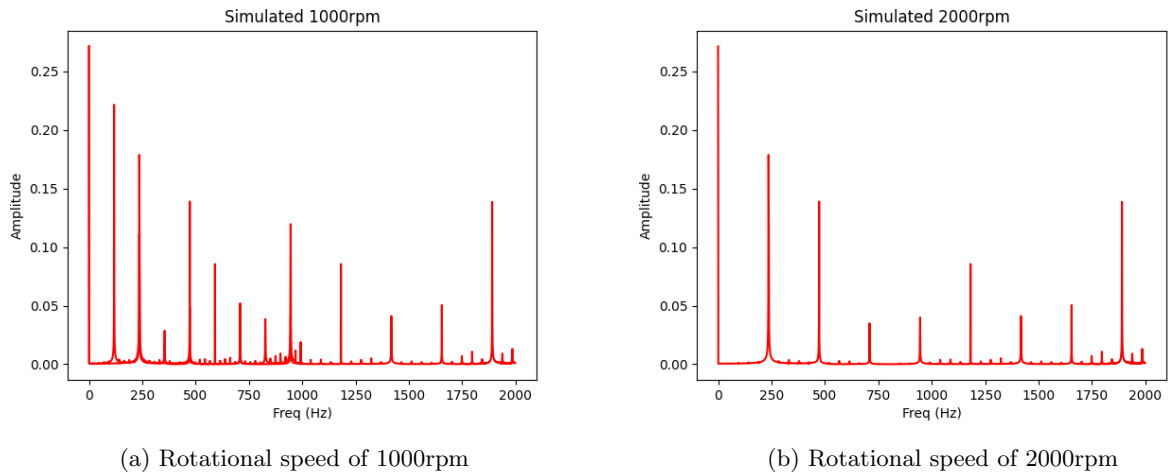 Simulated 1000rpm
0.25
0.20
0.15
0.10
0.05
0.00
Amplitude
0 250 500 750 1000 1250 1500 1750 2000
Freq (Hz)
(a) Rotational speed of 1000rpm
Simulated 2000rpm
0.25
0.20
0.15
0.10
0.05
0.00
Amplitude
0 250 500 750 1000 1250 1500 1750 2000
Freq (Hz)
(b) Rotational speed of 2000rpm